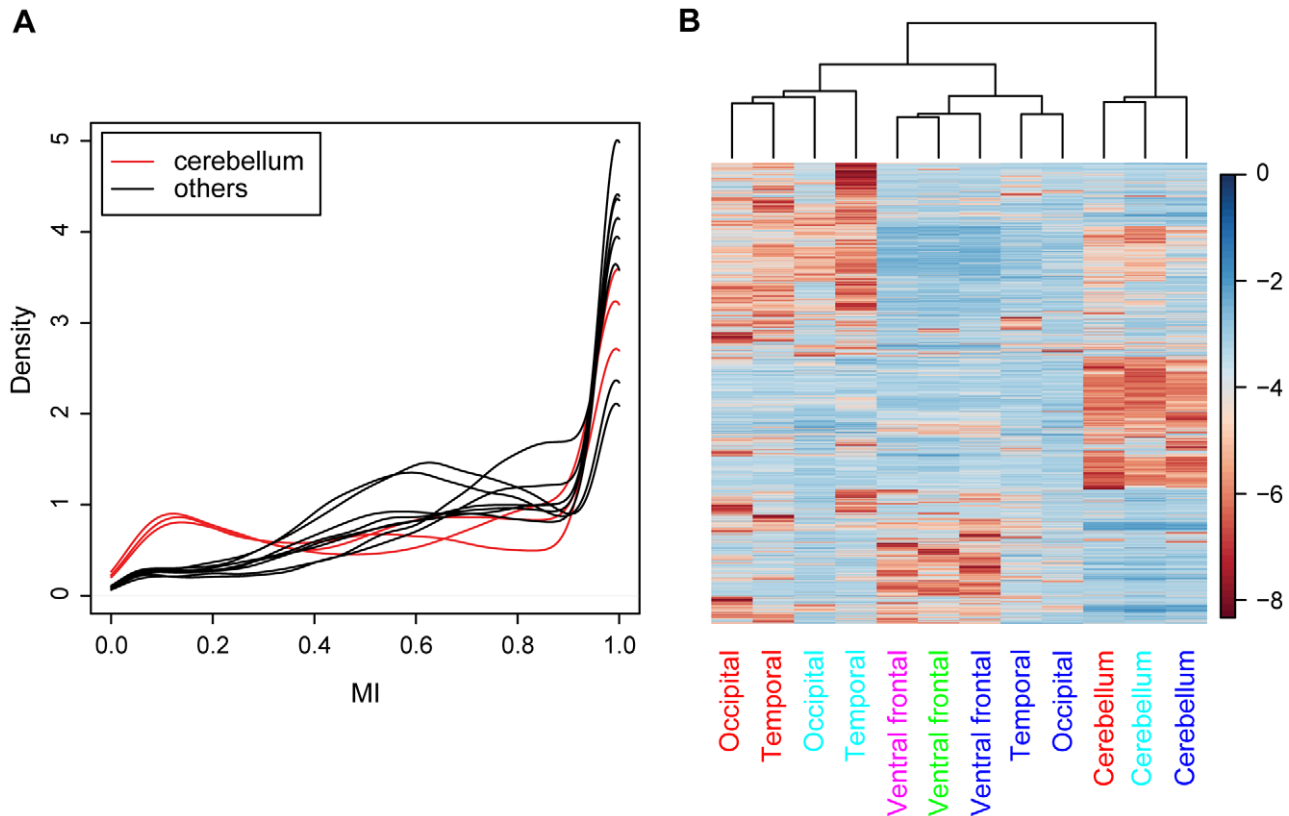 A
cerebellum
others
5
4
3
2
1
0
Density
0.0 0.2 0.4 0.6 0.8 1.0
MI
B
0
−2
−4
−6
−8
Occipital
Temporal
Occipital
Temporal
Ventral frontal
Ventral frontal
Ventral frontal
Temporal
Occipital
Cerebellum
Cerebellum
Cerebellum